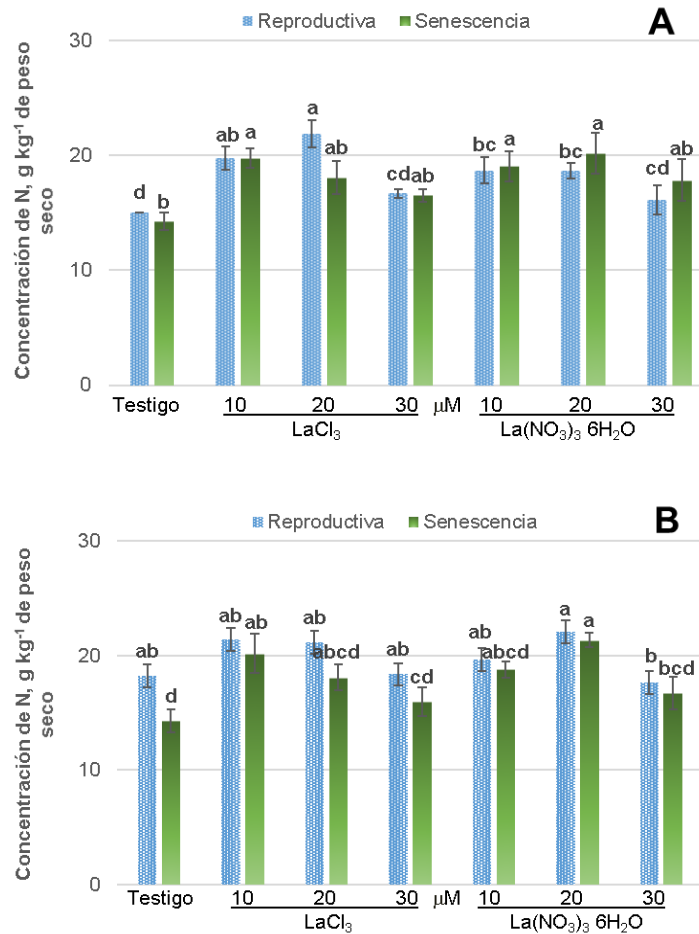 Reproductiva Senescencia A
30
20
10
0
Concentración de N, g kg⁻¹ de peso
seco
d b ab a a ab cd ab bc a bc a cd ab
Testigo 10 20 30 μM 10 20 30
LaCl₃ La(NO₃)₃ 6H₂O
Reproductiva Senescencia B
30
20
10
0
Concentración de N, g kg⁻¹ de peso
seco
ab d ab ab ab abcd ab cd ab abcd a a b bcd
Testigo 10 20 30 μM 10 20 30
LaCl₃ La(NO₃)₃ 6H₂O